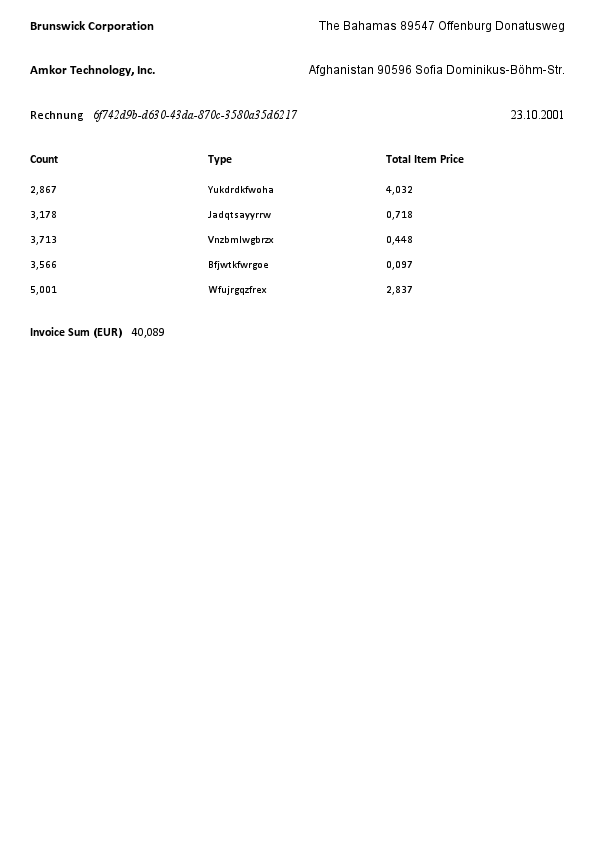 Brunswick Corporation The Bahamas 89547 Offenburg Donatusweg
Amkor Technology, Inc. Afghanistan 90596 Sofia Dominikus-Böhm-Str.
Rechnung 6f742d9b-d630-43da-870c-3580a35d6217 23.10.2001
Count Type Total Item Price
2,867 Yukdrdkfwoha 4,032
3,178 Jadqtsayyrrw 0,718
3,713 Vnzbmlwgbrzx 0,448
3,566 Bfjwtkfwrgoe 0,097
5,001 Wfujrgqzfrex 2,837
Invoice Sum (EUR) 40,089